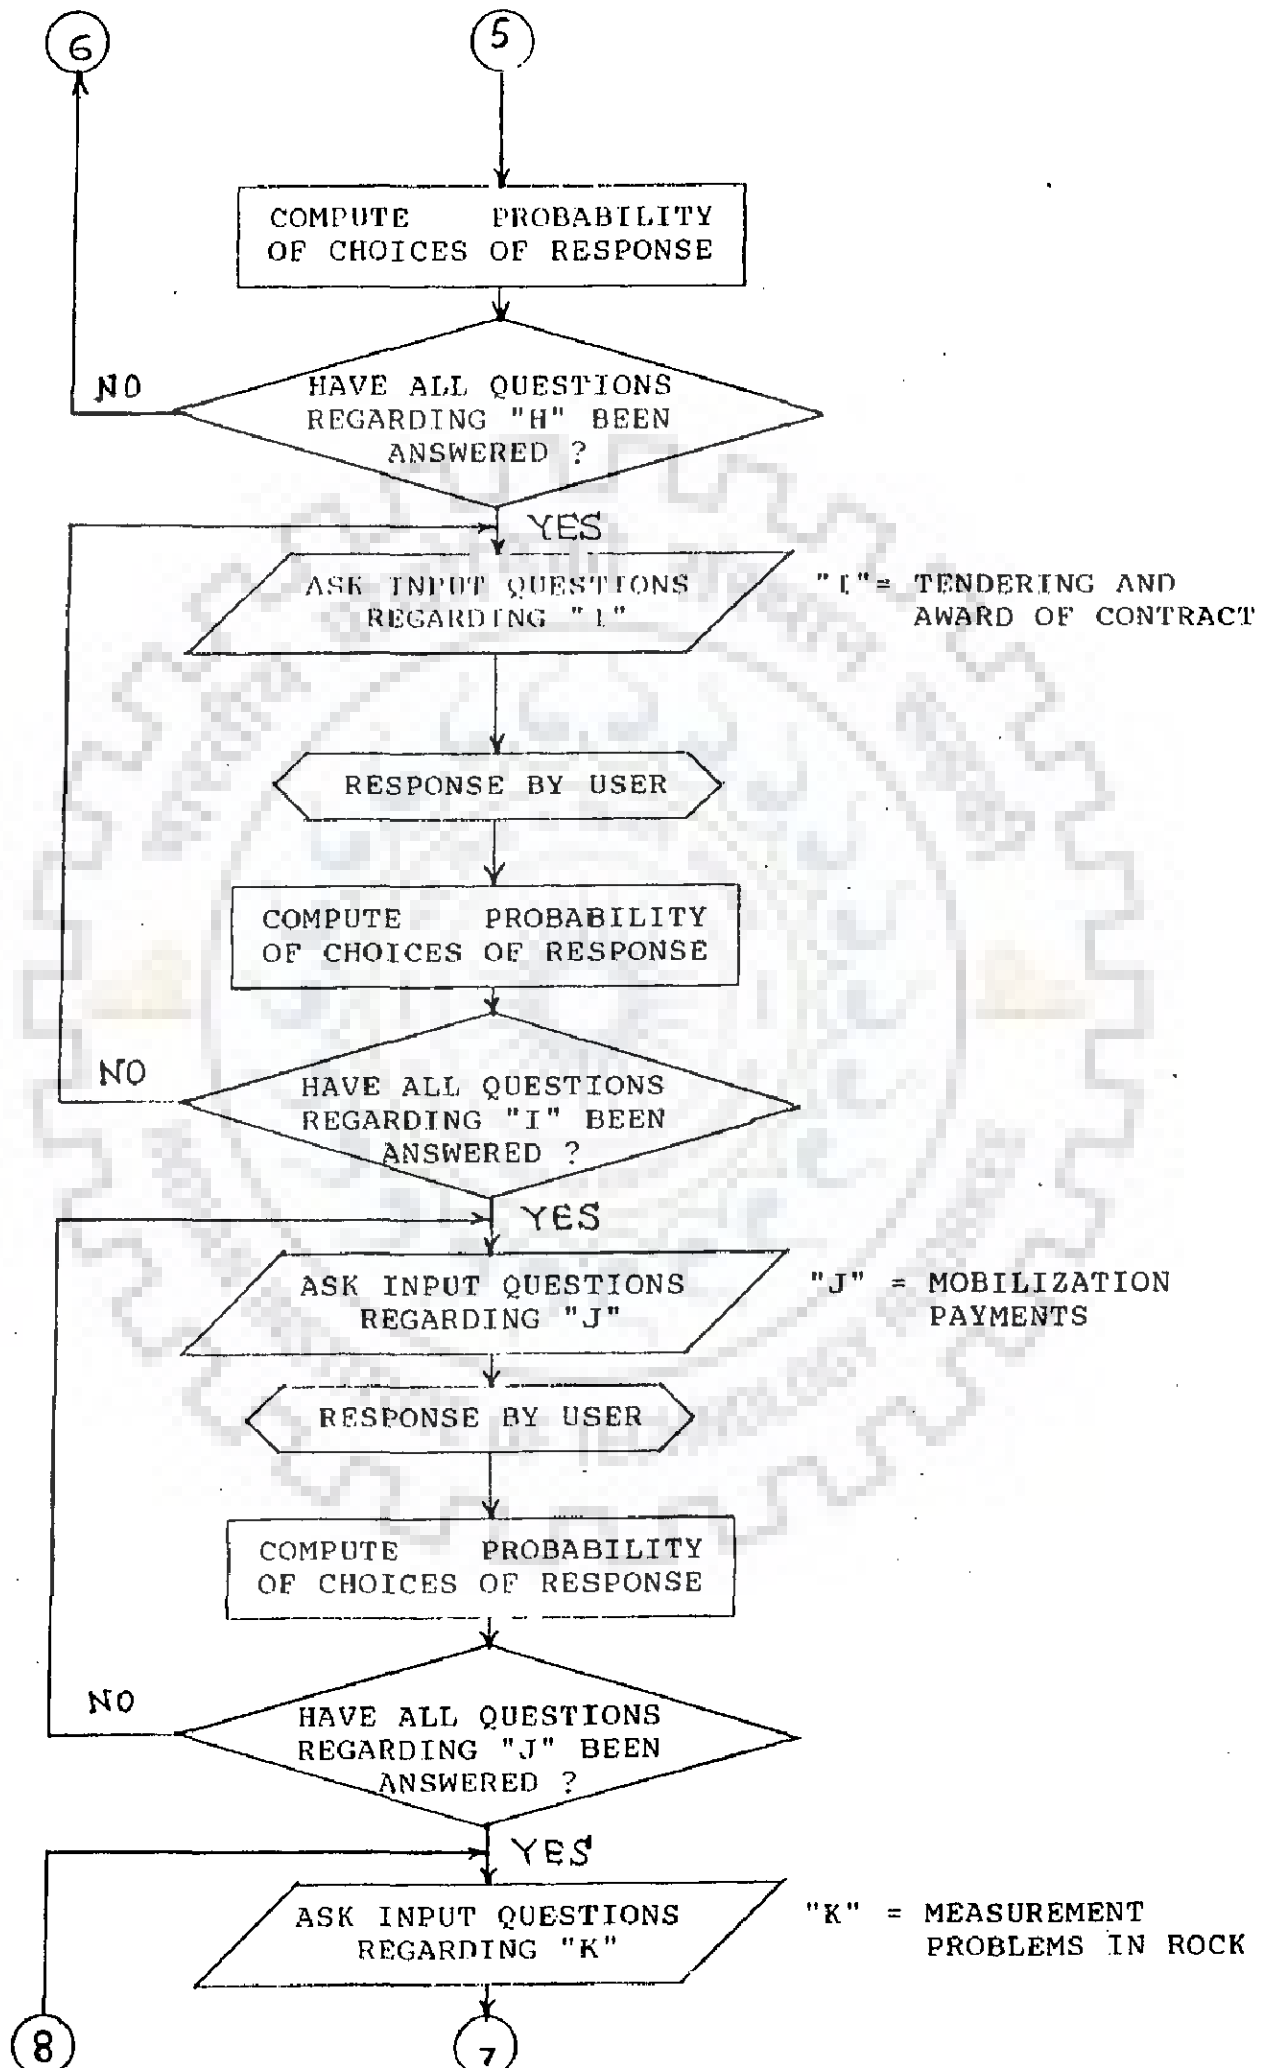 6
5
COMPUTE PROBABILITY
OF CHOICES OF RESPONSE
NO
HAVE ALL QUESTIONS
REGARDING "H" BEEN
ANSWERED ?
YES
ASK INPUT QUESTIONS
REGARDING "I"
"I"= TENDERING AND
AWARD OF CONTRACT
RESPONSE BY USER
COMPUTE PROBABILITY
OF CHOICES OF RESPONSE
NO
HAVE ALL QUESTIONS
REGARDING "I" BEEN
ANSWERED ?
YES
ASK INPUT QUESTIONS
REGARDING "J"
"J" = MOBILIZATION
PAYMENTS
RESPONSE BY USER
COMPUTE PROBABILITY
OF CHOICES OF RESPONSE
NO
HAVE ALL QUESTIONS
REGARDING "J" BEEN
ANSWERED ?
YES
ASK INPUT QUESTIONS
REGARDING "K"
"K" = MEASUREMENT
PROBLEMS IN ROCK
8
7